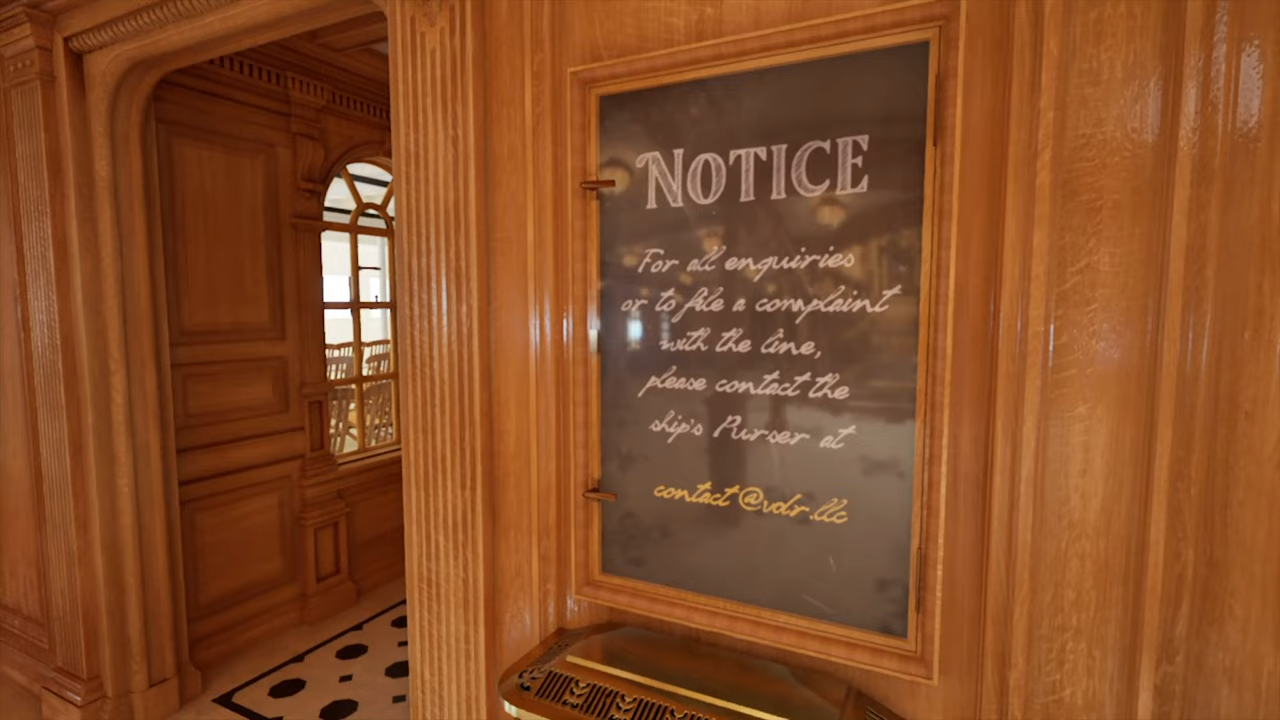 NOTICE
For all enquiries
or to file a complaint
with the line,
please contact the
ship's Purser at
contact@vdr.llc